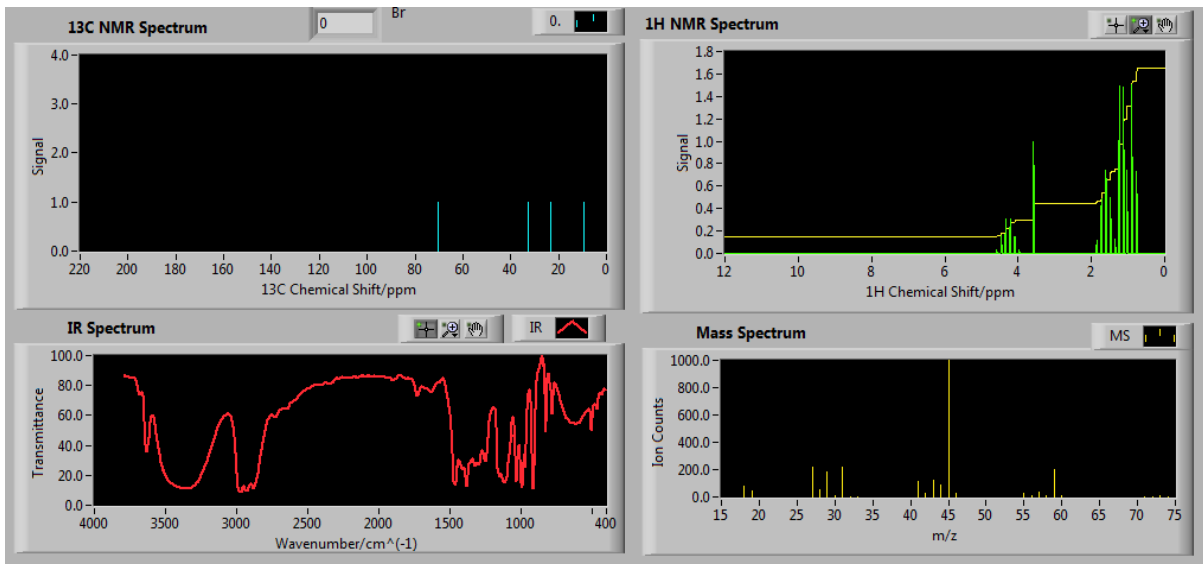 13C NMR Spectrum
0
Br
0.
4.0
3.0
2.0
1.0
0.0
Signal
220 200 180 160 140 120 100 80 60 40 20 0
13C Chemical Shift/ppm
1H NMR Spectrum
1.8
1.6
1.4
1.2
1.0
0.8
0.6
0.4
0.2
0.0
Signal
12 10 8 6 4 2 0
1H Chemical Shift/ppm
IR Spectrum
IR
100.0
80.0
60.0
40.0
20.0
0.0
Transmittance
4000 3500 3000 2500 2000 1500 1000 400
Wavenumber/cm^(-1)
Mass Spectrum
MS
1000.0
800.0
600.0
400.0
200.0
0.0
Ion Counts
15 20 25 30 35 40 45 50 55 60 65 70 75
m/z